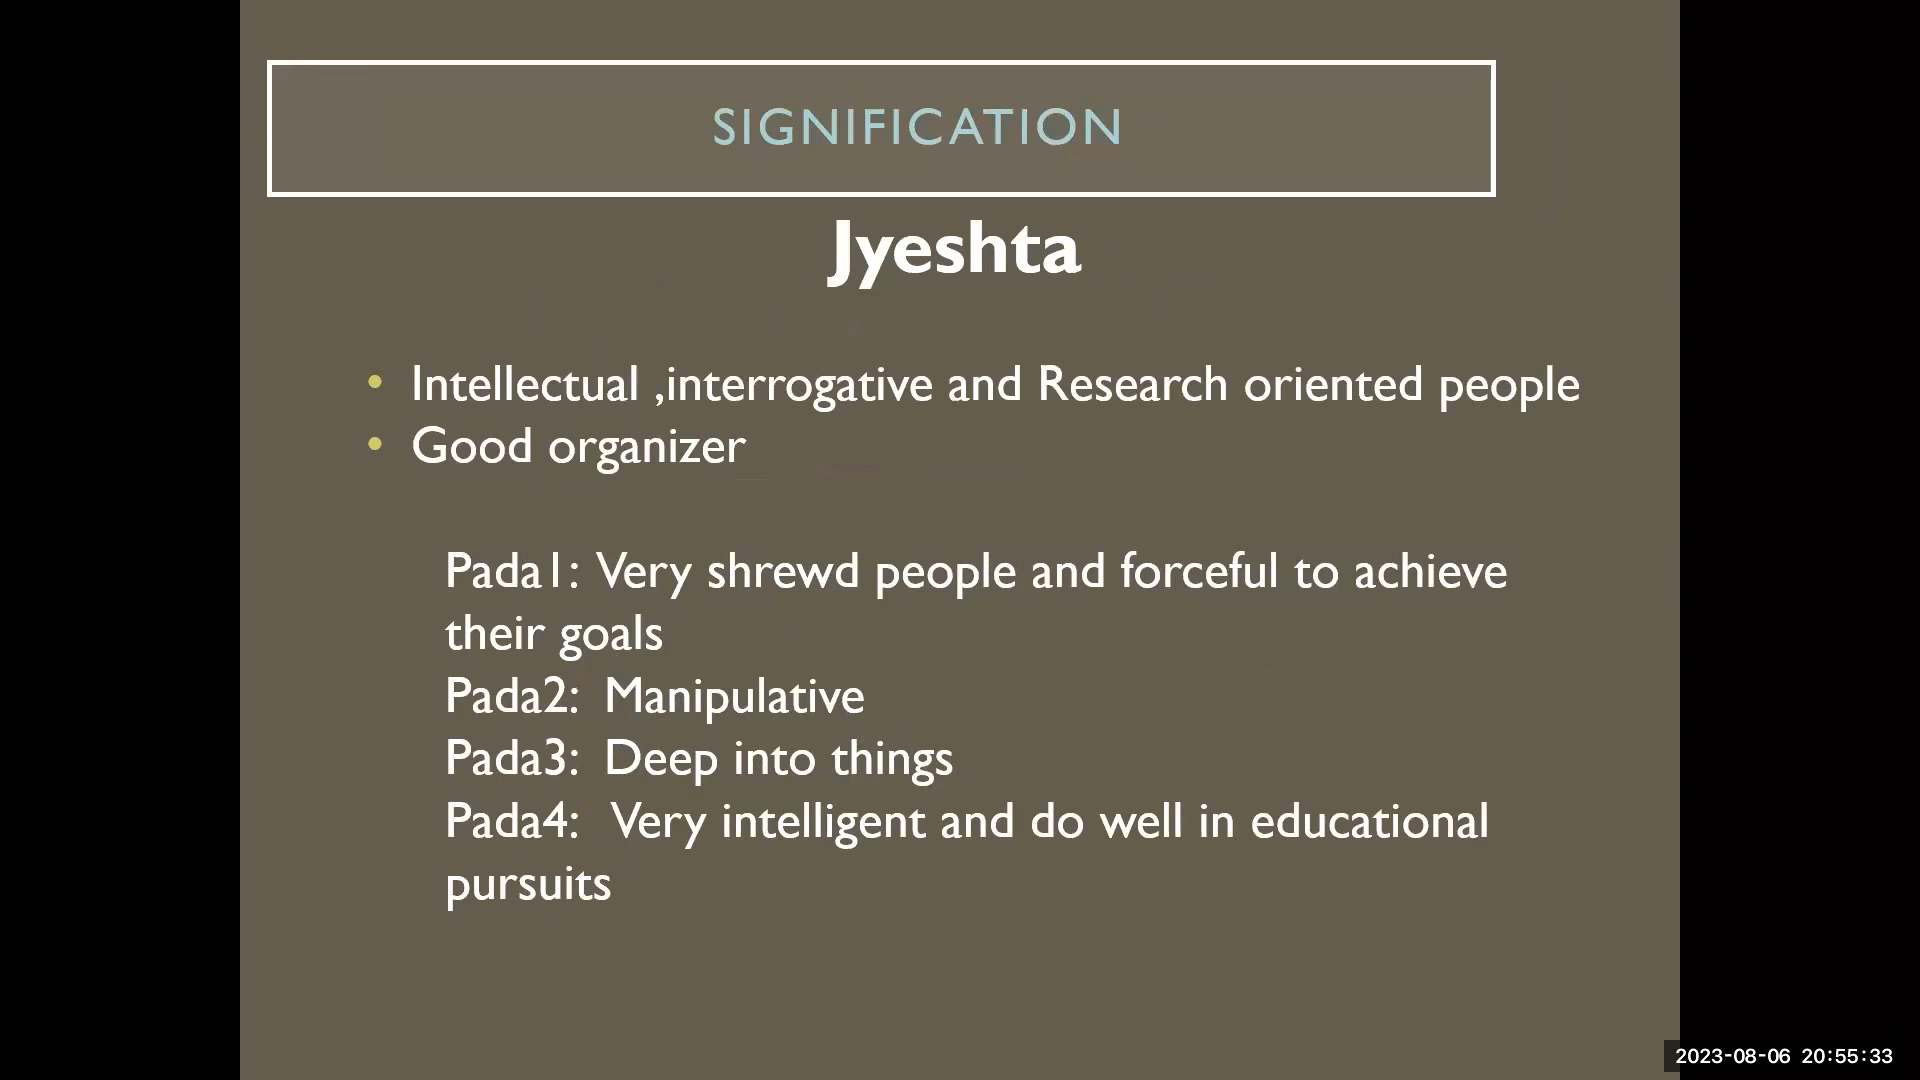 SIGNIFICATION
Jyeshta
• Intellectual ,interrogative and Research oriented people
• Good organizer
Pada1: Very shrewd people and forceful to achieve
their goals
Pada2: Manipulative
Pada3: Deep into things
Pada4: Very intelligent and do well in educational
pursuits
2023-08-06 20:55:33